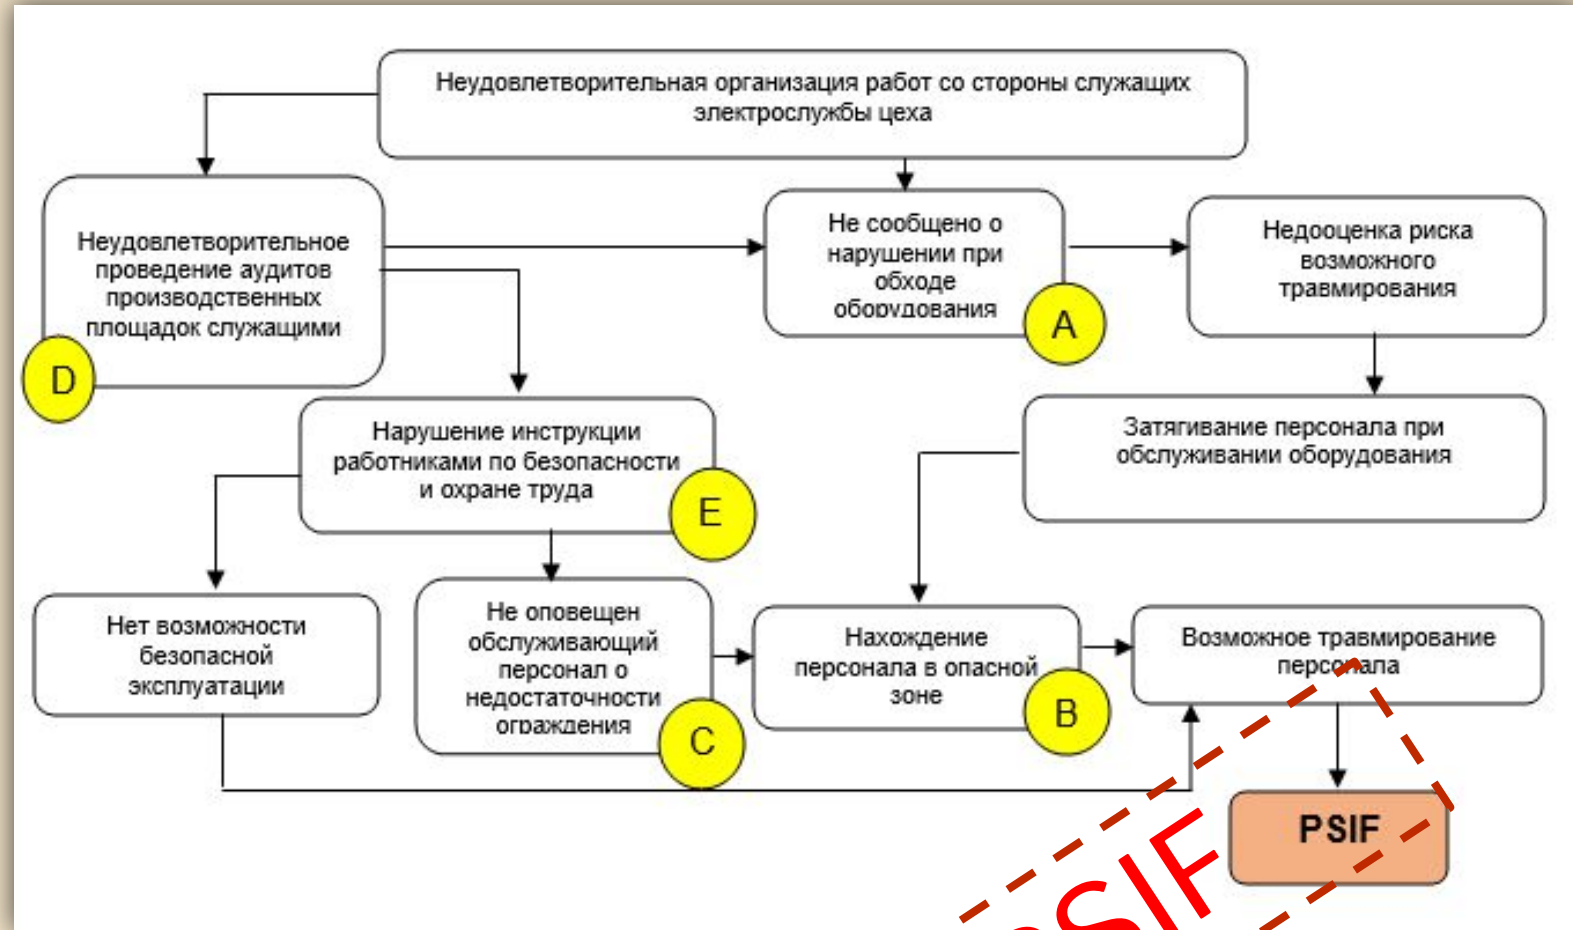 Неудовлетворительная организация работ со стороны служащих
электрослужбы цеха
Неудовлетворительное
проведение аудитов
производственных
площадок служащими
D
Не сообщено о
нарушении при
обходе
оборудования
A
Недооценка риска
возможного
травмирования
Нарушение инструкции
работниками по безопасности
и охране труда
E
Затягивание персонала при
обслуживании оборудования
Нет возможности
безопасной
эксплуатации
Не оповещен
обслуживающий
персонал о
недостаточности
ограждения
C
Нахождение
персонала в опасной
зоне
B
Возможное травмирование
персонала
PSIF
PSIF